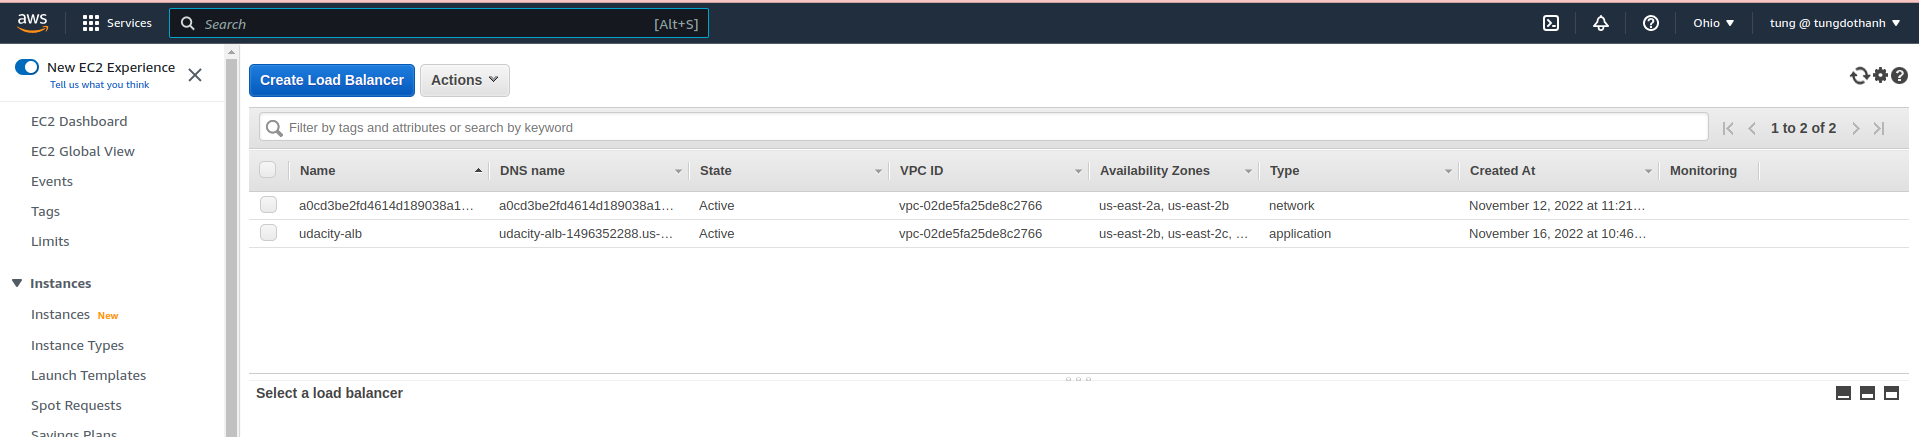 aws Services Search [Alt+S] Ohio tung @ tungdothanh
New EC2 Experience
Tell us what you think
EC2 Dashboard
EC2 Global View
Events
Tags
Limits
Instances
Instances New
Instance Types
Launch Templates
Spot Requests
Savings Plans
Create Load Balancer Actions
Filter by tags and attributes or search by keyword 1 to 2 of 2
Name DNS name State VPC ID Availability Zones Type Created At Monitoring
a0cd3be2fd4614d189038a1... a0cd3be2fd4614d189038a1... Active vpc-02de5fa25de8c2766 us-east-2a, us-east-2b network November 12, 2022 at 11:21...
udacity-alb udacity-alb-1496352288.us-... Active vpc-02de5fa25de8c2766 us-east-2b, us-east-2c, ... application November 16, 2022 at 10:46...
Select a load balancer